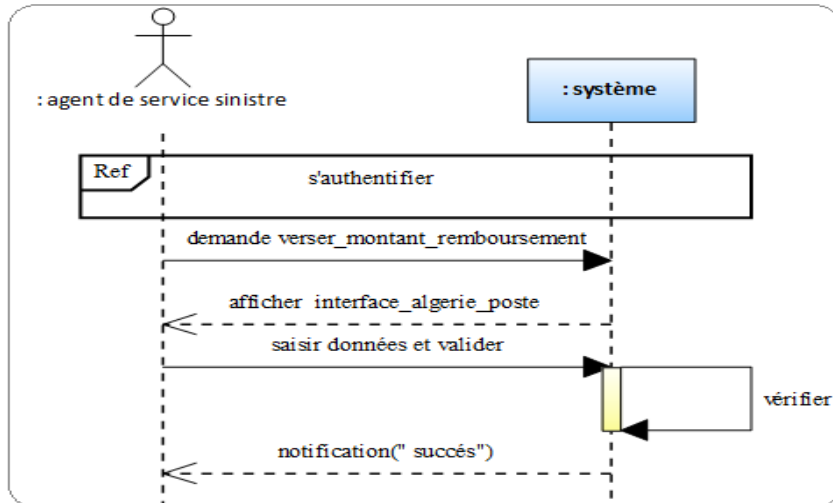 : agent de service sinistre
: système
Ref
s'authentifier
demande verser_montant_remboursement
afficher interface_algerie_poste
saisir données et valider
vérifier
notification(" succés")